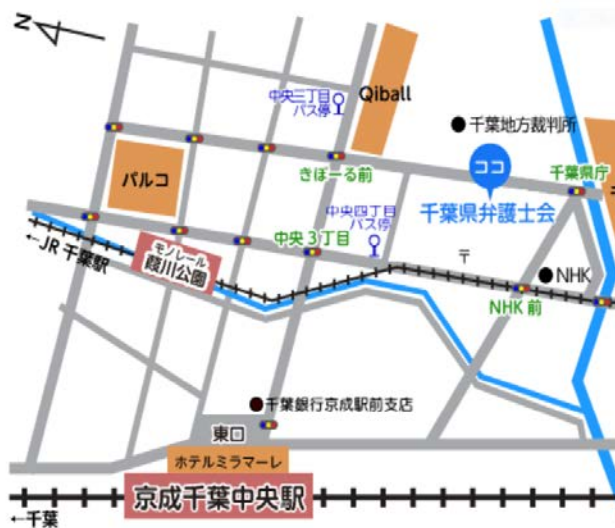 N
中央三丁目
バス停
Qiball
千葉地方裁判所
ココ
千葉県庁
パルコ
きぼーる前
千葉県弁護士会
中央四丁目
バス停
中央3丁目
←JR 千葉駅
モノレール
葭川公園
〒
NHK
NHK 前
千葉銀行京成駅前支店
東口
ホテルミラマーレ
京成千葉中央駅
←千葉